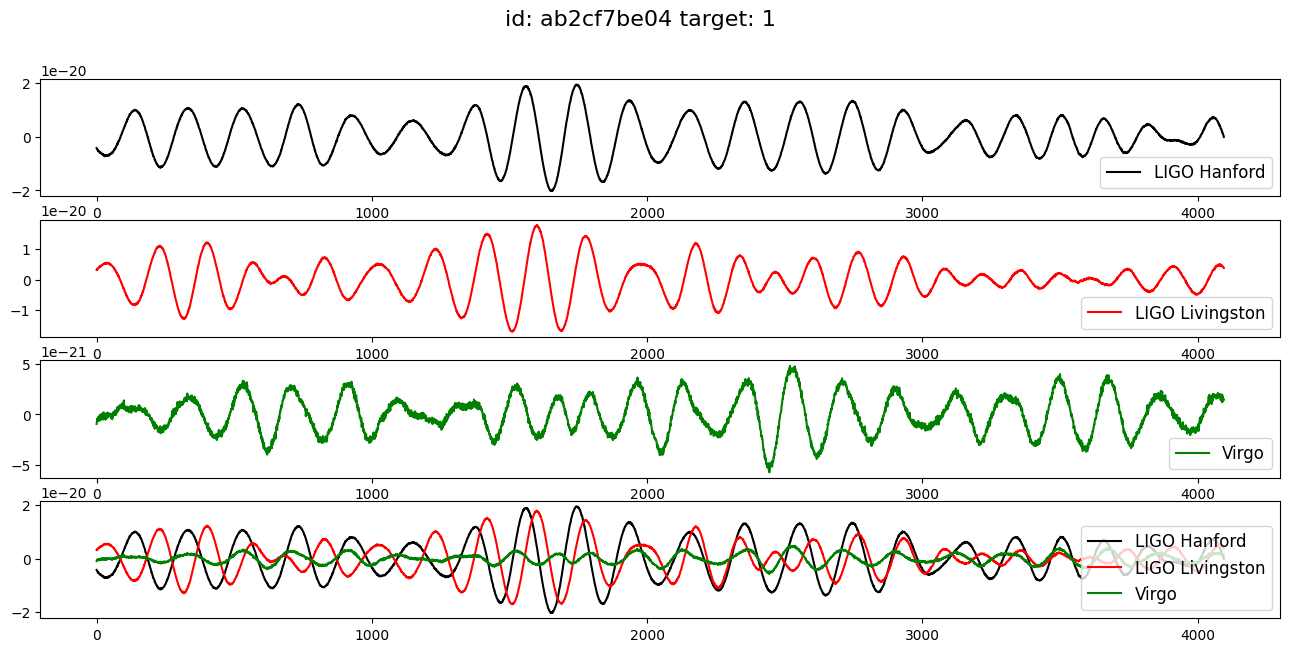 id: ab2cf7be04 target: 1
1e−20
2
0
−2
LIGO Hanford
0 1000 2000 3000 4000
1e−20
1
0
−1
LIGO Livingston
0 1000 2000 3000 4000
1e−21
5
0
−5
Virgo
0 1000 2000 3000 4000
1e−20
2
0
−2
LIGO Hanford
LIGO Livingston
Virgo
0 1000 2000 3000 4000